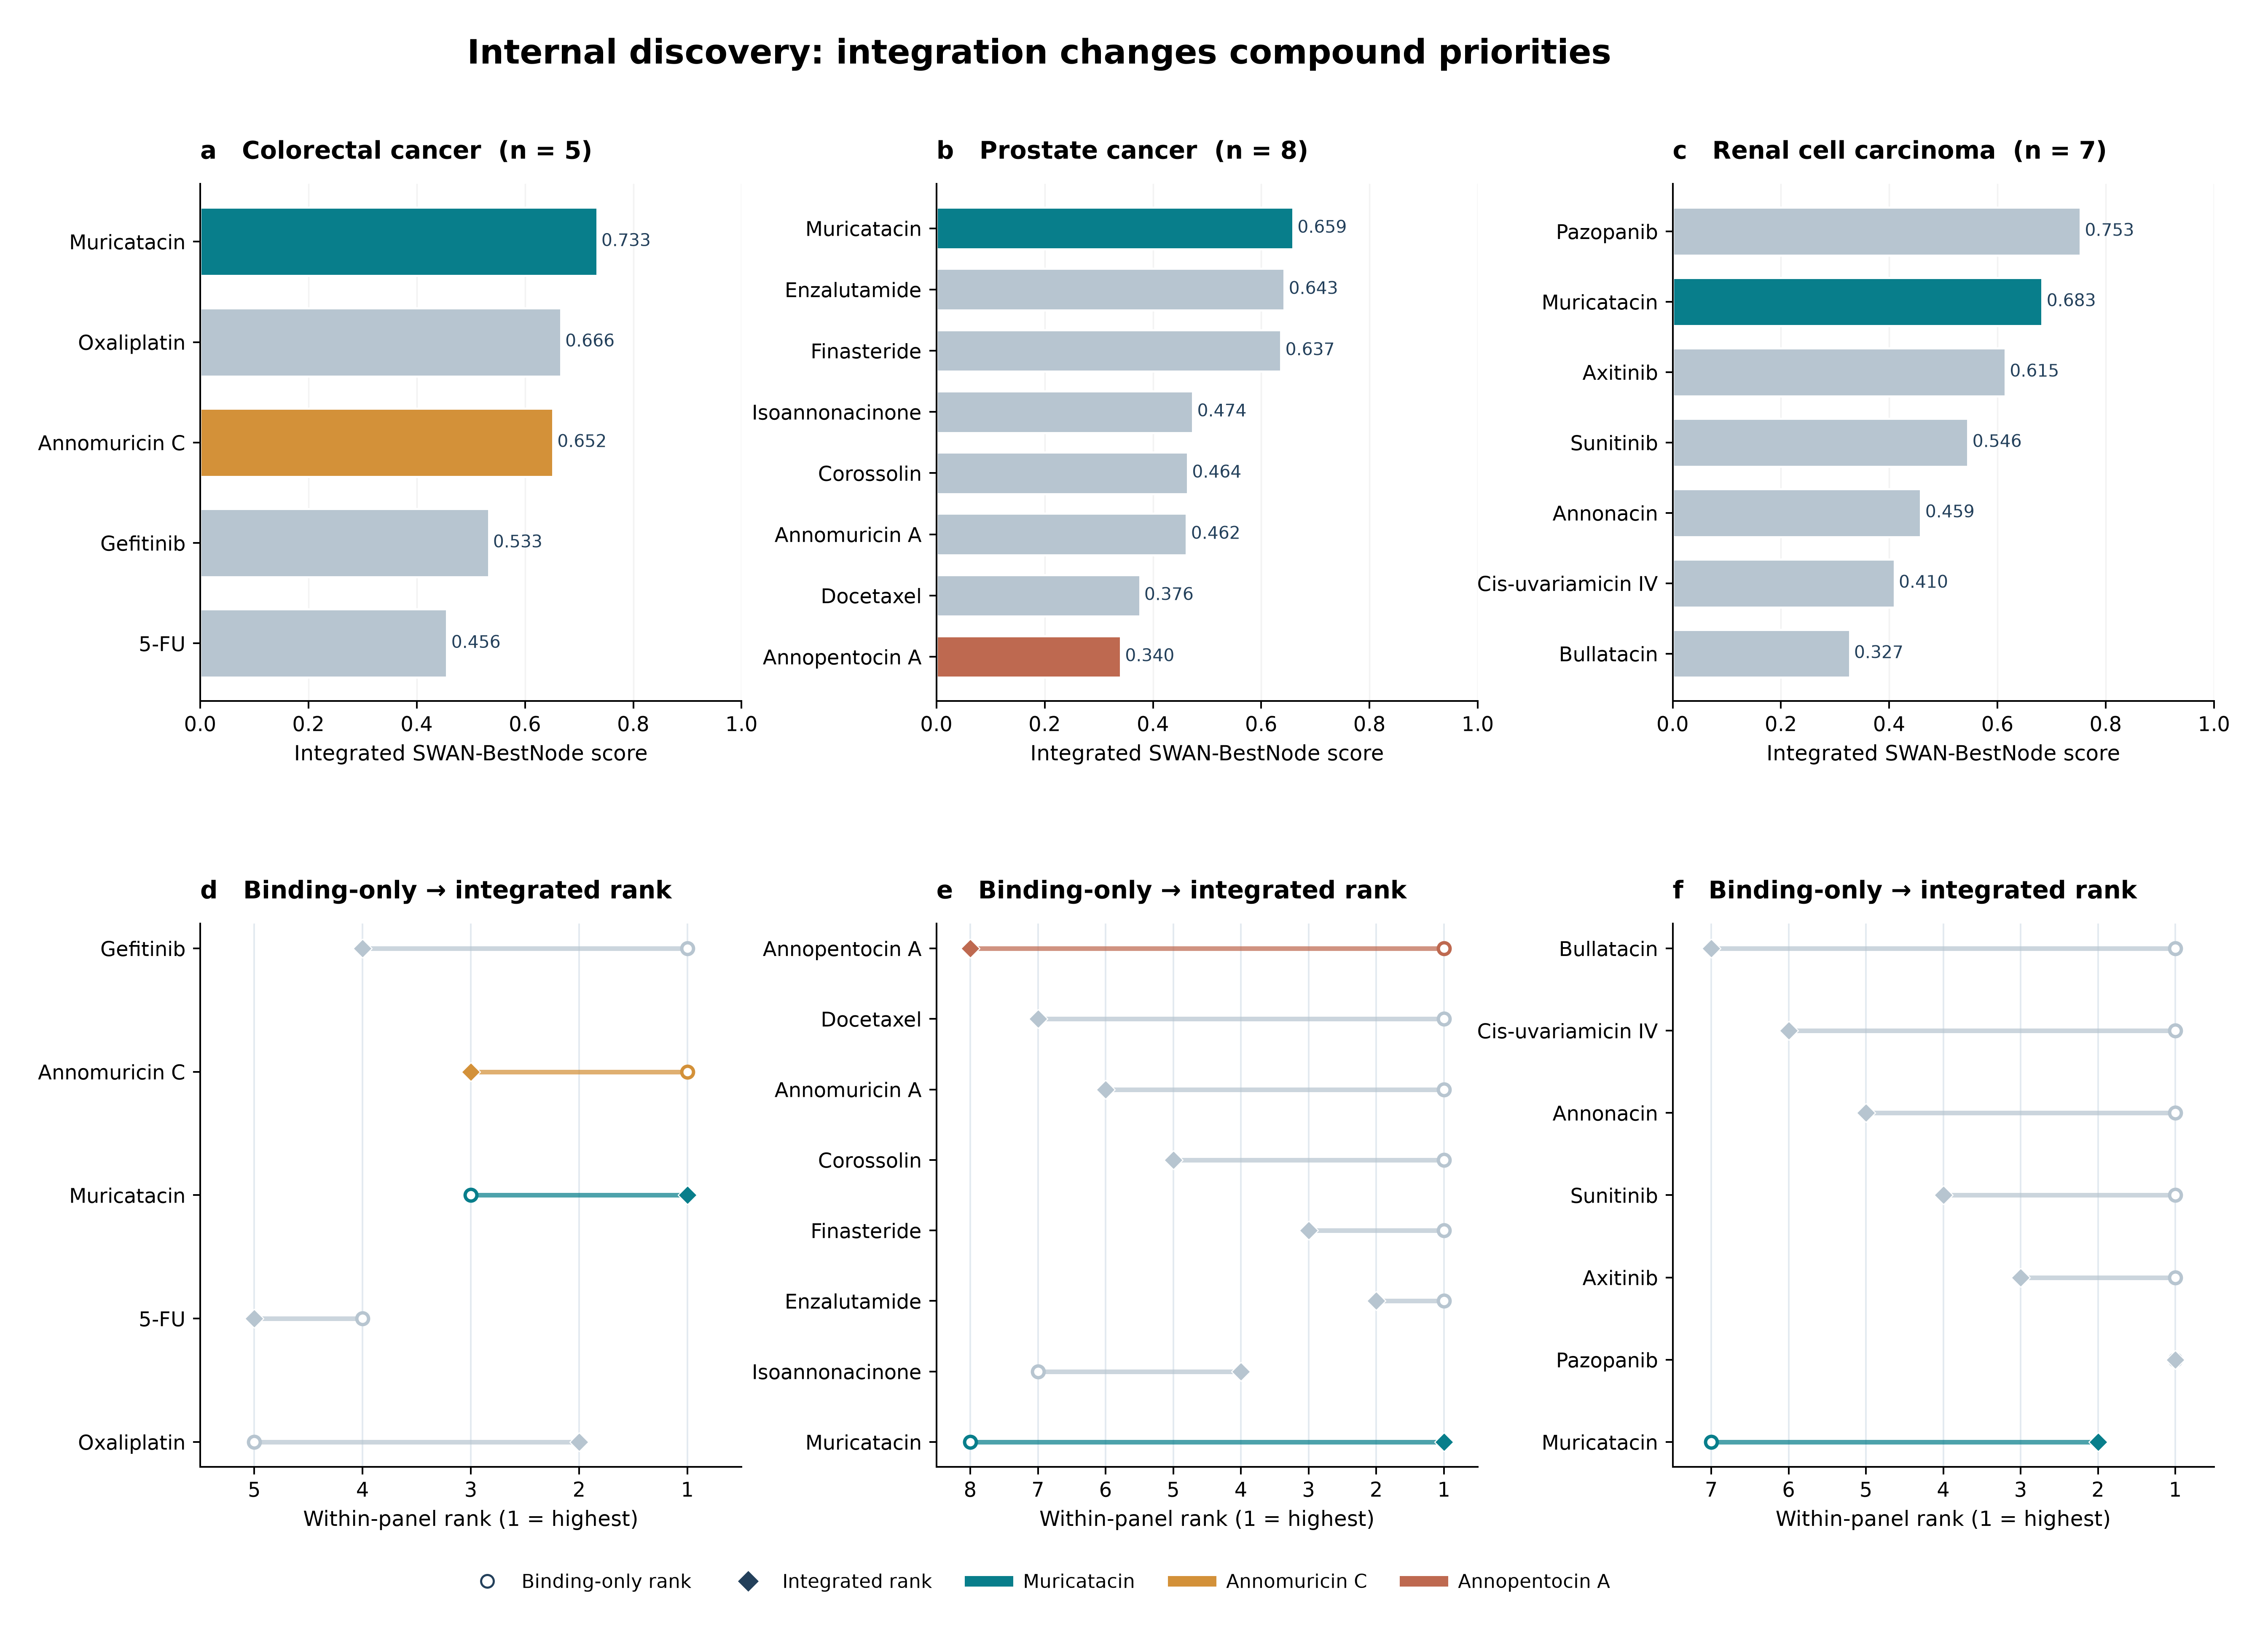 Internal discovery: integration changes compound priorities
a Colorectal cancer (n = 5)
Muricatacin
0.733
Oxaliplatin
0.666
Annomuricin C
0.652
Gefitinib
0.533
5-FU
0.456
0.0 0.2 0.4 0.6 0.8 1.0
Integrated SWAN-BestNode score
b Prostate cancer (n = 8)
Muricatacin
0.659
Enzalutamide
0.643
Finasteride
0.637
Isoannonacinone
0.474
Corossolin
0.464
Annomuricin A
0.462
Docetaxel
0.376
Annopentocin A
0.340
0.0 0.2 0.4 0.6 0.8 1.0
Integrated SWAN-BestNode score
c Renal cell carcinoma (n = 7)
Pazopanib
0.753
Muricatacin
0.683
Axitinib
0.615
Sunitinib
0.546
Annonacin
0.459
Cis-uvariamicin IV
0.410
Bullatacin
0.327
0.0 0.2 0.4 0.6 0.8 1.0
Integrated SWAN-BestNode score
d Binding-only → integrated rank
Gefitinib
Annomuricin C
Muricatacin
5-FU
Oxaliplatin
5 4 3 2 1
Within-panel rank (1 = highest)
e Binding-only → integrated rank
Annopentocin A
Docetaxel
Annomuricin A
Corossolin
Finasteride
Enzalutamide
Isoannonacinone
Muricatacin
8 7 6 5 4 3 2 1
Within-panel rank (1 = highest)
f Binding-only → integrated rank
Bullatacin
Cis-uvariamicin IV
Annonacin
Sunitinib
Axitinib
Pazopanib
Muricatacin
7 6 5 4 3 2 1
Within-panel rank (1 = highest)
Binding-only rank Integrated rank Muricatacin Annomuricin C Annopentocin A